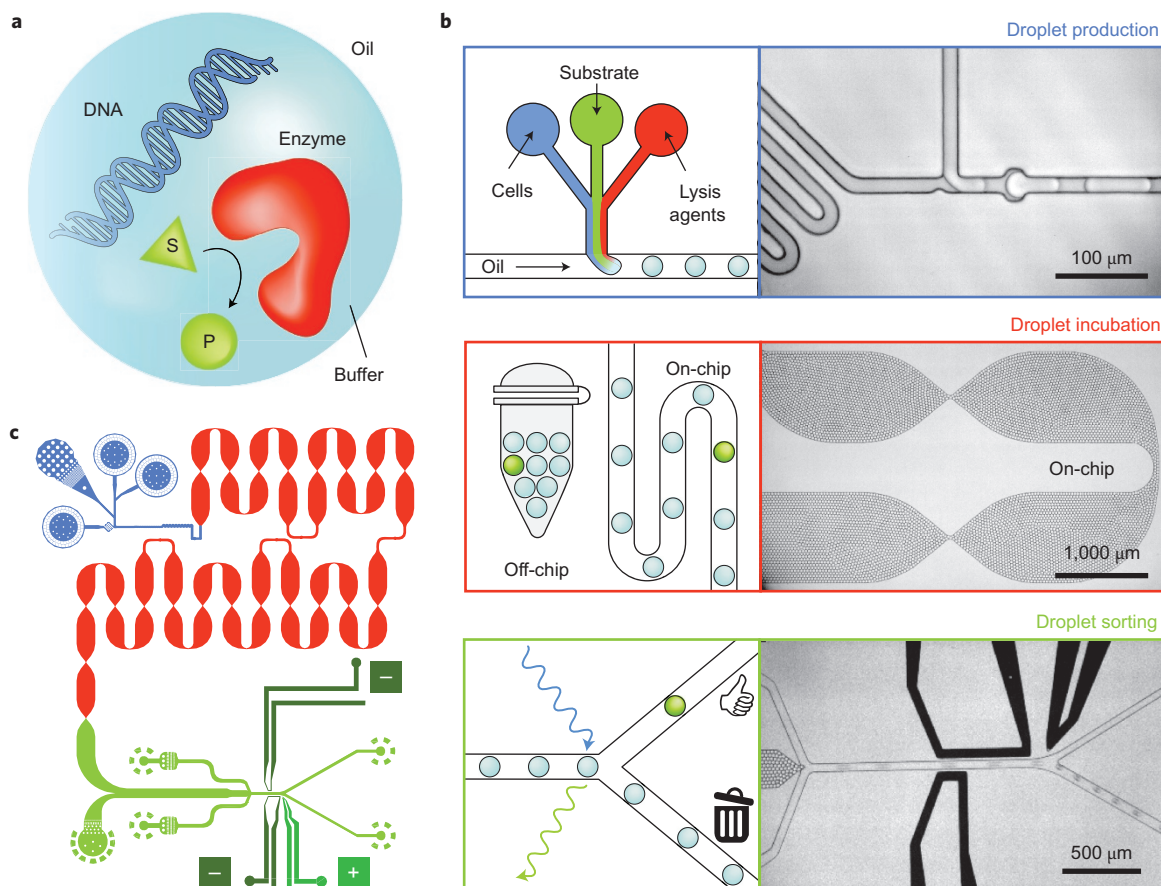 a
Oil
DNA
Enzyme
S
P
Buffer
b
Droplet production
Substrate
Cells
Lysis
agents
Oil
100 μm
Droplet incubation
On-chip
Off-chip
On-chip
1,000 μm
Droplet sorting
500 μm
c
–
–
+